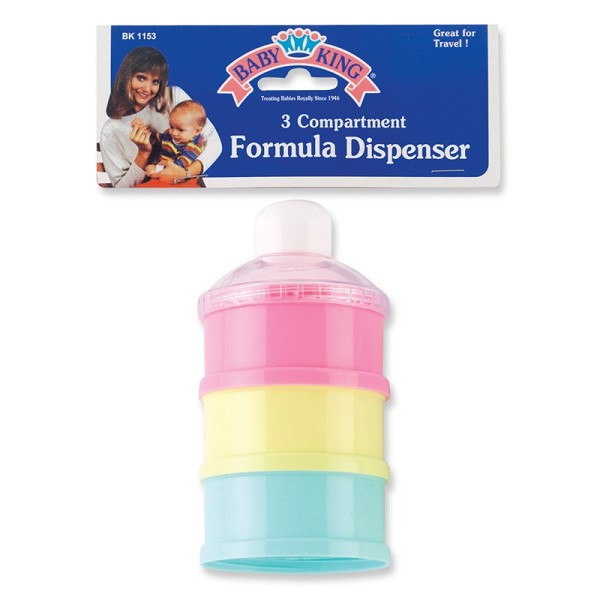 BK 1153
BABY KING®
Treating Babies Royally Since 1946
Great for
Travel !
3 Compartment
Formula Dispenser